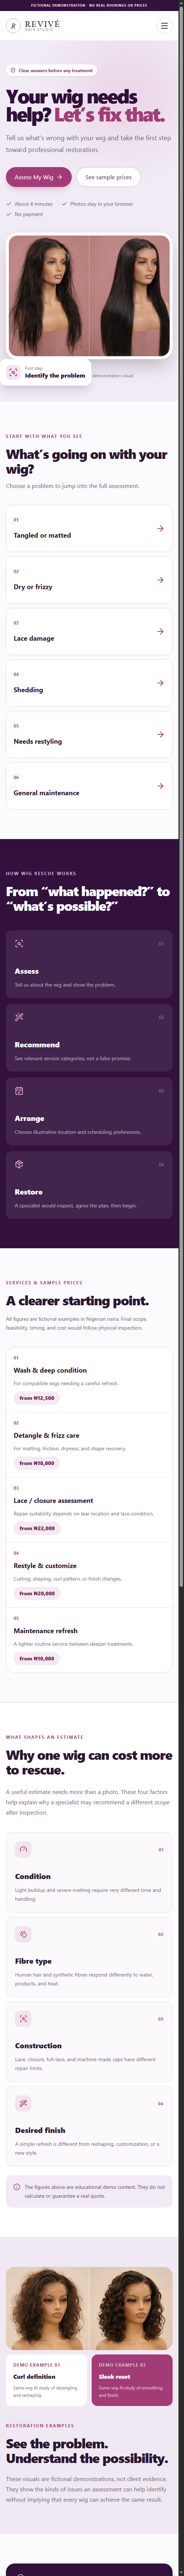 FICTIONAL DEMONSTRATION · NO REAL BOOKINGS OR PRICES
R
REVIVÉ
HAIR STUDIO
Clear answers before any treatment
Your wig needs
help? Let's fix that.
Tell us what's wrong with your wig and take the first step
toward professional restoration.
Assess My Wig
See sample prices
About 4 minutes
Photos stay in your browser
No payment
First step
Identify the problem
demonstration visual
START WITH WHAT YOU SEE
What's going on with your
wig?
Choose a problem to jump into the full assessment.
01
Tangled or matted
02
Dry or frizzy
03
Lace damage
04
Shedding
05
Needs restyling
06
General maintenance
HOW WIG RESCUE WORKS
From “what happened?” to
“what's possible?”
01
Assess
Tell us about the wig and show the problem.
02
Recommend
See relevant service categories, not a false promise.
03
Arrange
Choose illustrative location and scheduling preferences.
04
Restore
A specialist would inspect, agree the plan, then begin.
SERVICES & SAMPLE PRICES
A clearer starting point.
All figures are fictional examples in Nigerian naira. Final scope,
feasibility, timing, and cost would follow physical inspection.
01
Wash & deep condition
For compatible wigs needing a careful refresh.
from ₦12,500
02
Detangle & frizz care
For matting, friction, dryness, and shape recovery.
from ₦18,000
03
Lace / closure assessment
Repair suitability depends on tear location and lace condition.
from ₦22,000
04
Restyle & customize
Cutting, shaping, curl pattern, or finish changes.
from ₦20,000
05
Maintenance refresh
A lighter routine service between deeper treatments.
from ₦10,000
WHAT SHAPES AN ESTIMATE
Why one wig can cost more
to rescue.
A useful estimate needs more than a photo. These four factors
help explain why a specialist may recommend a different scope
after inspection.
01
Condition
Light buildup and severe matting require very different time and
handling.
02
Fibre type
Human hair and synthetic fibres respond differently to water,
products, and heat.
03
Construction
Lace, closure, full-lace, and machine-made caps have different
repair limits.
04
Desired finish
A simple refresh is different from reshaping, customization, or a
new style.
The figures above are educational demo content. They do not
calculate or guarantee a real quote.
DEMO EXAMPLE 01
Curl definition
Same-wig AI study of detangling
and reshaping.
DEMO EXAMPLE 02
Sleek reset
Same-wig AI study of smoothing
and finish.
RESTORATION EXAMPLES
See the problem.
Understand the possibility.
These visuals are fictional demonstrations, not client evidence.
They show the kinds of issues an assessment can help identify
without implying that every wig can achieve the same result.